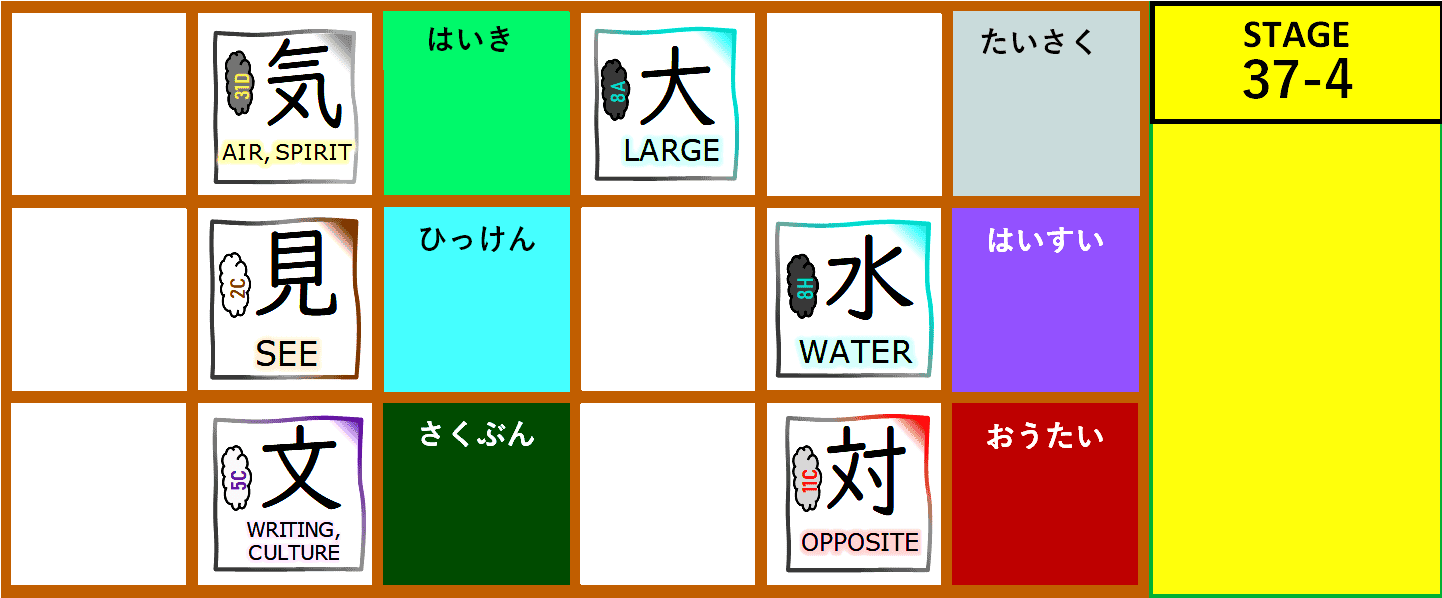 31D
気
AIR, SPIRIT
はいき
8A
大
LARGE
たいさく
STAGE
37-4
2C
見
SEE
ひっけん
8H
水
WATER
はいすい
5C
文
WRITING,
CULTURE
さくぶん
11C
対
OPPOSITE
おうたい